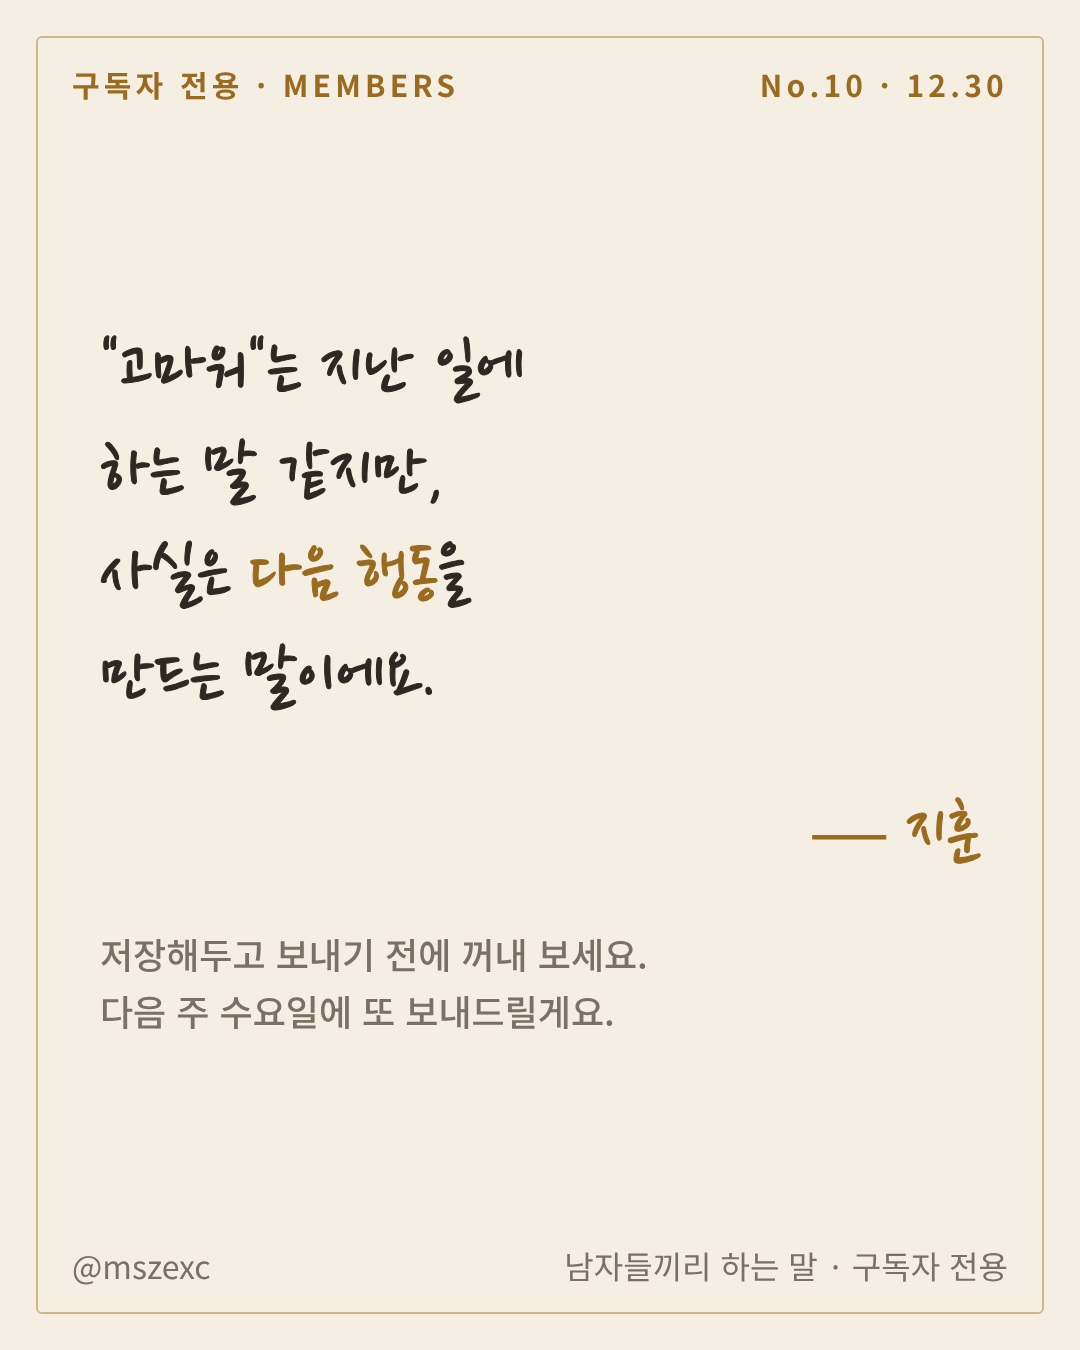 구독자 전용 · MEMBERS
No.10 · 12.30
"고마워"는 지난 일에
하는 말 같지만,
사실은 다음 행동을
만드는 말이에요.
— 지훈
저장해두고 보내기 전에 꺼내 보세요.
다음 주 수요일에 또 보내드릴게요.
@mszexc
남자들끼리 하는 말 · 구독자 전용